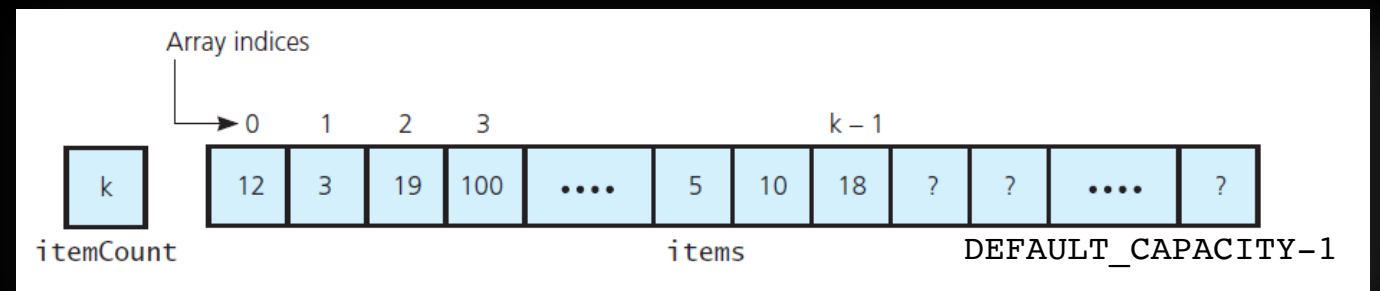 Array indices
0 1 2 3 k – 1
k 12 3 19 100 •••• 5 10 18 ? ? •••• ?
itemCount items DEFAULT_CAPACITY-1